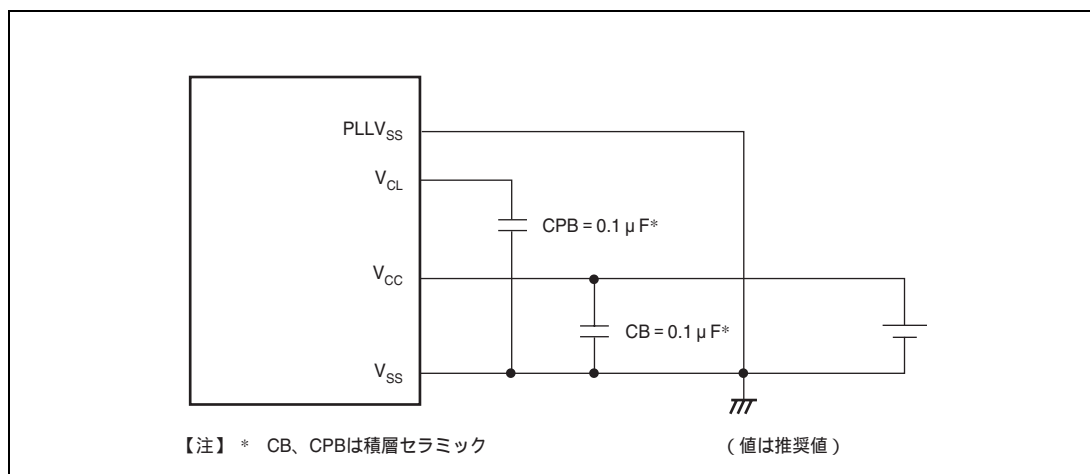 PLLVSS
VCL
CPB = 0.1 μ F*
VCC
CB = 0.1 μ F*
VSS
【注】 * CB、CPBは積層セラミック (値は推奨値)